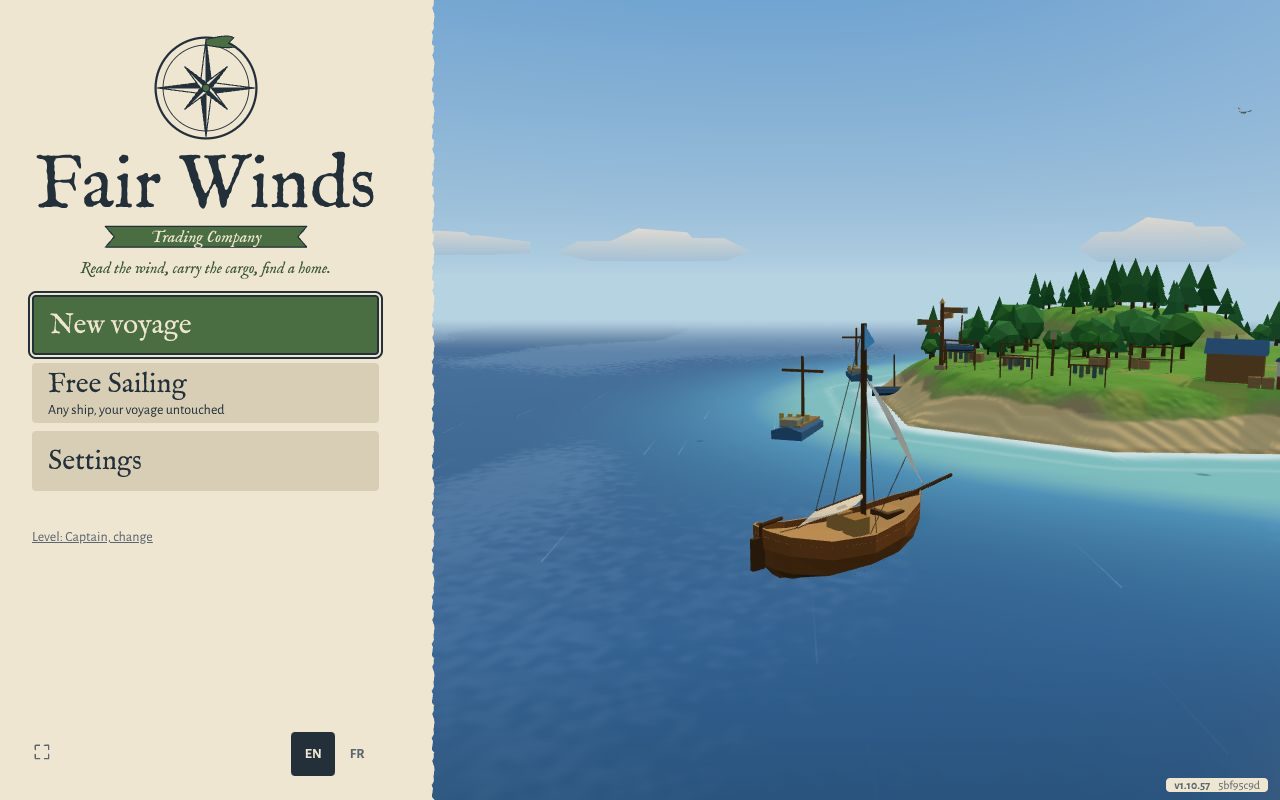 Fair Winds
Trading Company
Read the wind, carry the cargo, find a home.
New voyage
Free Sailing
Any ship, your voyage untouched
Settings
Level: Captain, change
EN FR
v1.10.57 5bf95c9d